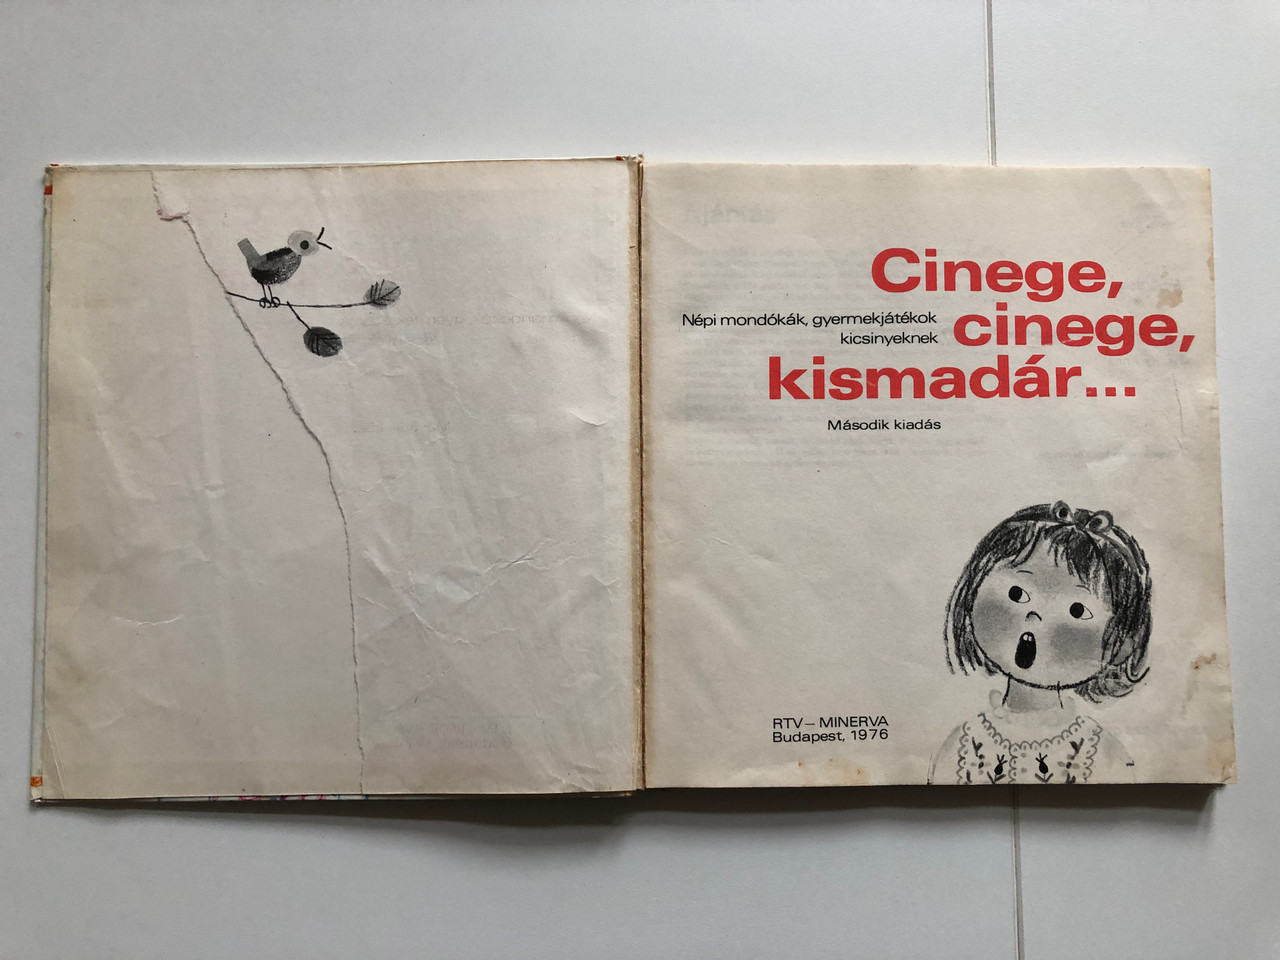 Cinege,
Népi mondókák, gyermekjátékok
kicsinyeknek
cinege,
kismadár...
Második kiadás
RTV – MINERVA
Budapest, 1976